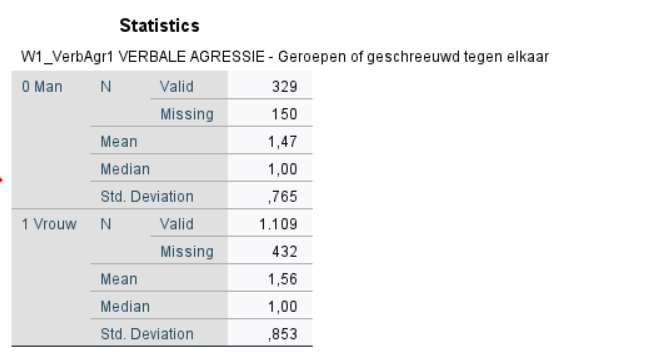 Statistics
W1_VerbAgr1 VERBALE AGRESSIE - Geroepen of geschreeuwd tegen elkaar
0 Man N Valid 329
Missing 150
Mean 1,47
Median 1,00
Std. Deviation ,765
1 Vrouw N Valid 1.109
Missing 432
Mean 1,56
Median 1,00
Std. Deviation ,853